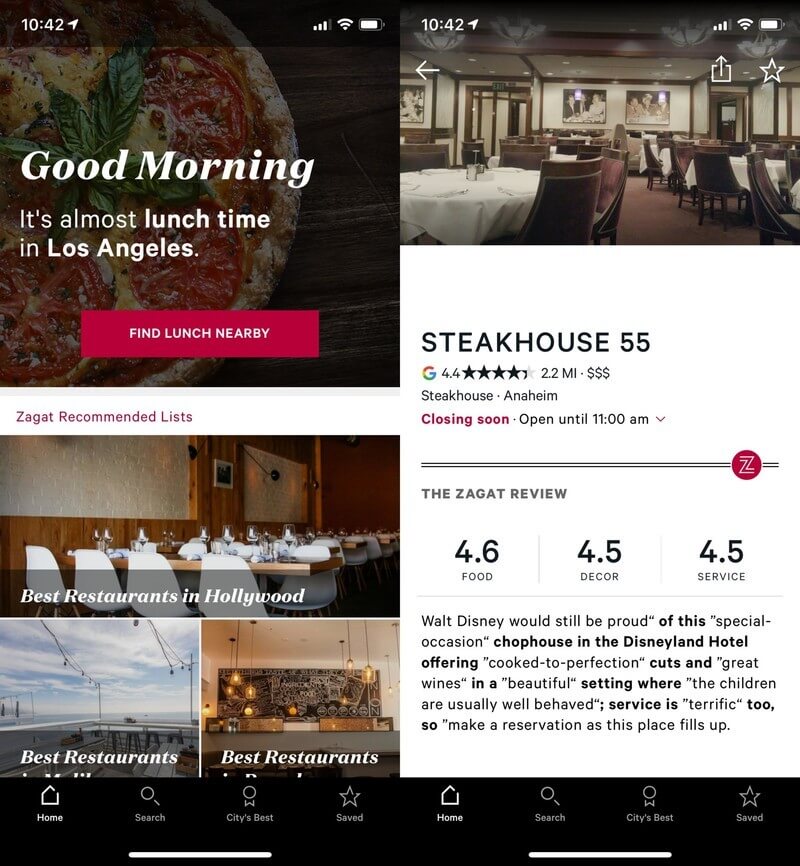 10:42
Good Morning
It's almost lunch time
in Los Angeles.
FIND LUNCH NEARBY
Zagat Recommended Lists
Best Restaurants in Hollywood
Best Restaurants
Best Restaurants
Home
Search
City's Best
Saved
10:42
EXIT
STEAKHOUSE 55
4.4 ★★★★★ 2.2 MI · $$$
Steakhouse · Anaheim
Closing soon · Open until 11:00 am
Z
THE ZAGAT REVIEW
4.6 4.5 4.5
FOOD DECOR SERVICE
Walt Disney would still be proud“ of this ”special-
occasion“ chophouse in the Disneyland Hotel
offering ”cooked-to-perfection“ cuts and ”great
wines“ in a ”beautiful“ setting where ”the children
are usually well behaved“; service is ”terrific“ too,
so ”make a reservation as this place fills up.
Home
Search
City's Best
Saved